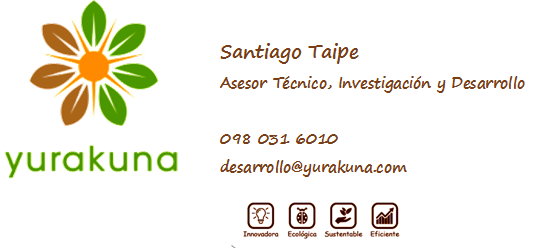 yurakuna
Santiago Taipe
Asesor Técnico, Investigación y Desarrollo
098 031 6010
desarrollo@yurakuna.com
Innovadora Ecológica Sustentable Eficiente